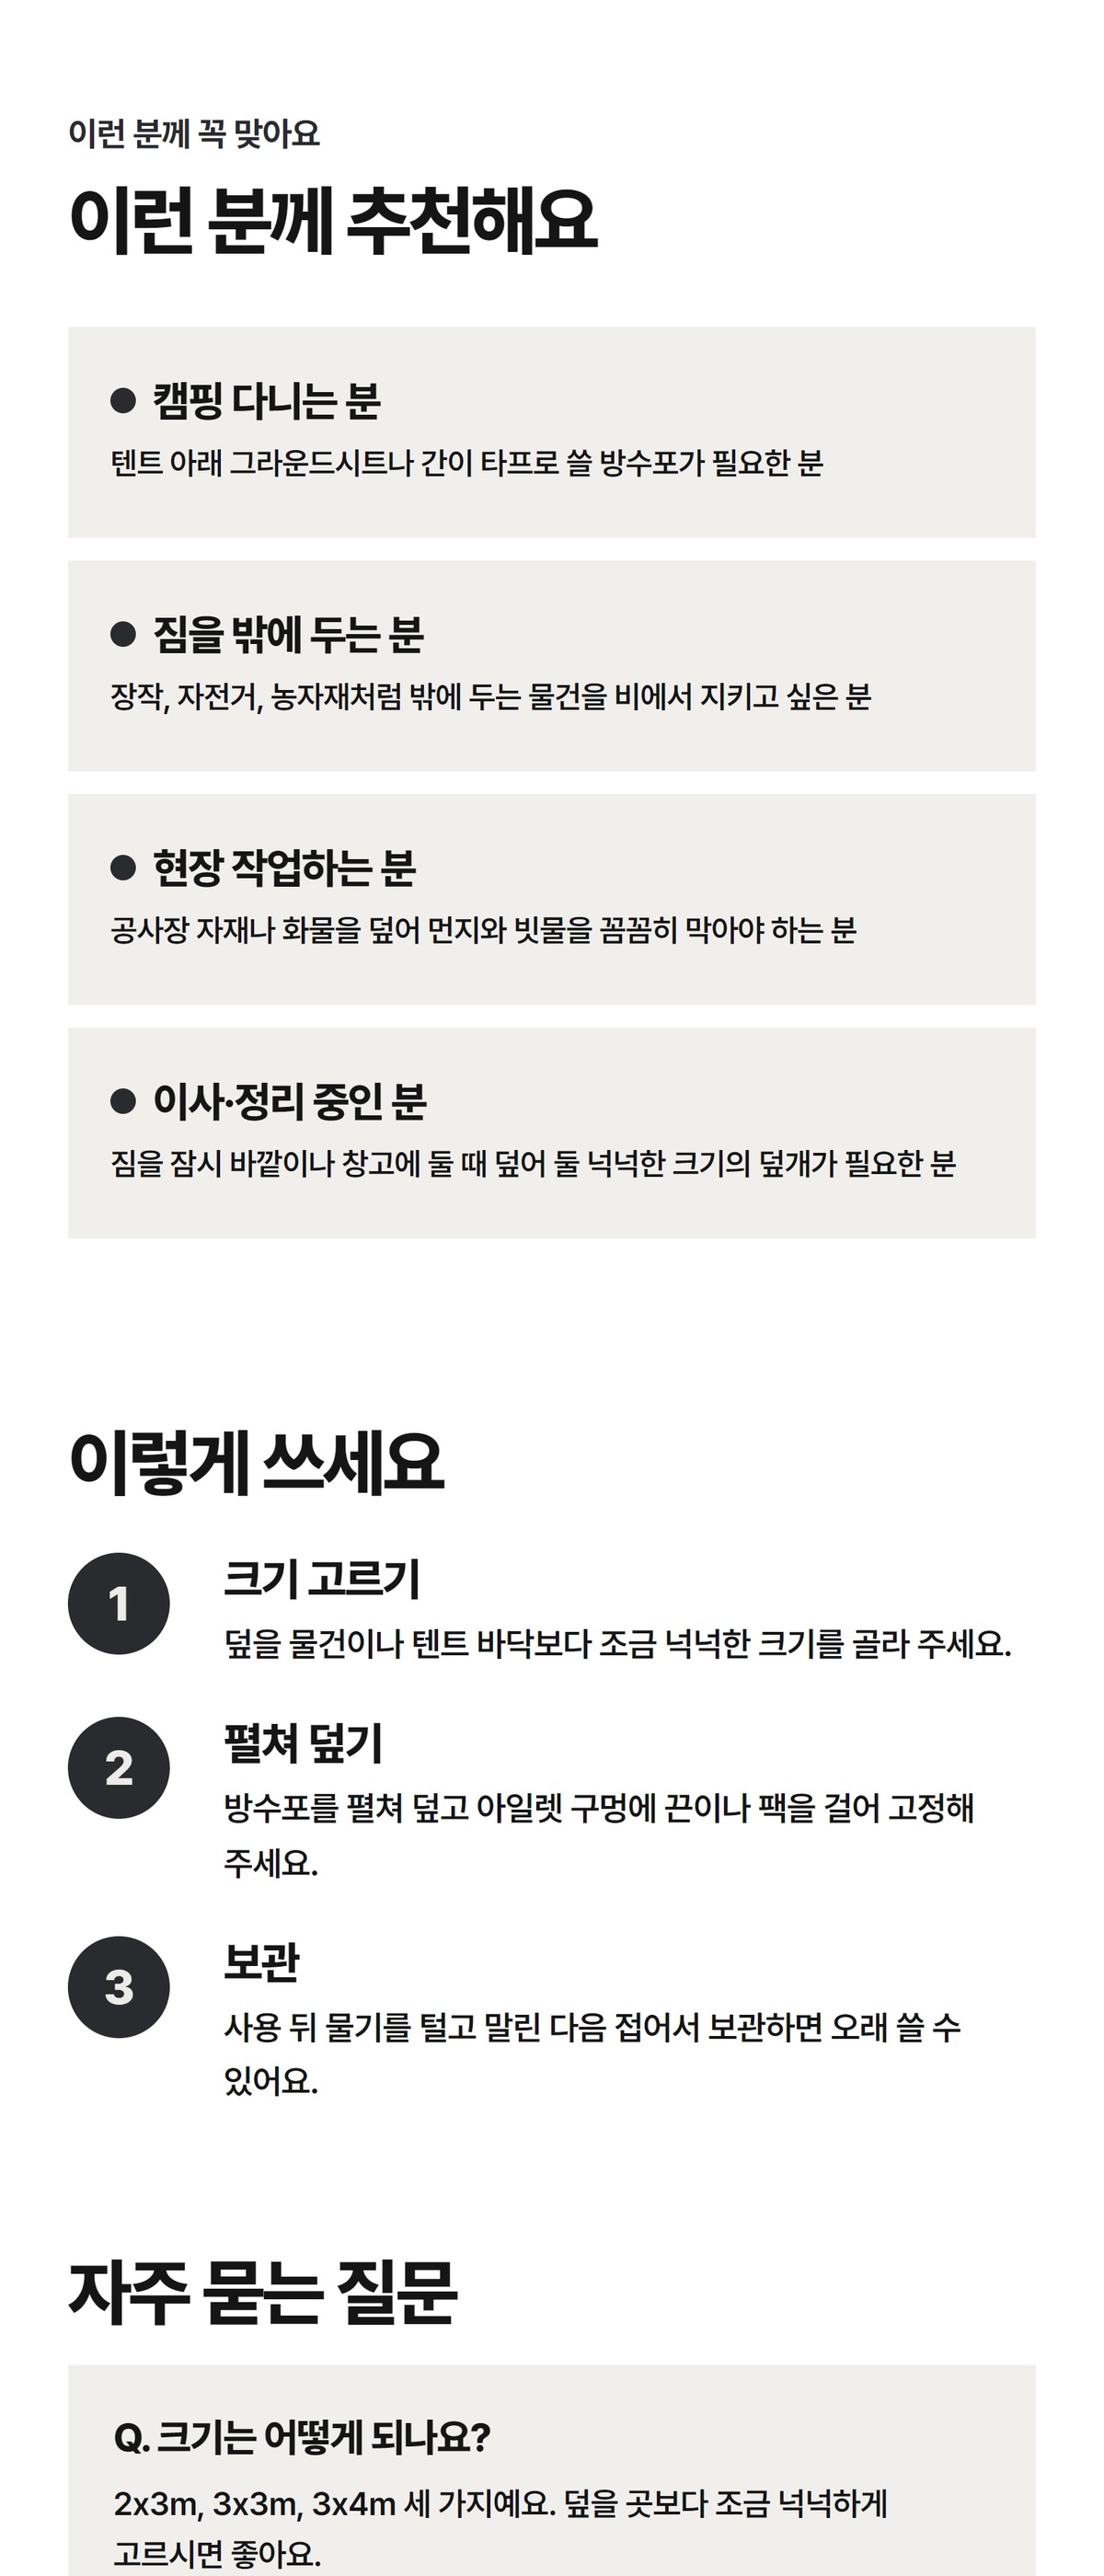 이런 분께 꼭 맞아요
이런 분께 추천해요
캠핑 다니는 분
텐트 아래 그라운드시트나 간이 타프로 쓸 방수포가 필요한 분
짐을 밖에 두는 분
장작, 자전거, 농자재처럼 밖에 두는 물건을 비에서 지키고 싶은 분
현장 작업하는 분
공사장 자재나 화물을 덮어 먼지와 빗물을 꼼꼼히 막아야 하는 분
이사·정리 중인 분
짐을 잠시 바깥이나 창고에 둘 때 덮어 둘 넉넉한 크기의 덮개가 필요한 분
이렇게 쓰세요
1
크기 고르기
덮을 물건이나 텐트 바닥보다 조금 넉넉한 크기를 골라 주세요.
2
펼쳐 덮기
방수포를 펼쳐 덮고 아일렛 구멍에 끈이나 팩을 걸어 고정해
주세요.
3
보관
사용 뒤 물기를 털고 말린 다음 접어서 보관하면 오래 쓸 수
있어요.
자주 묻는 질문
Q. 크기는 어떻게 되나요?
2x3m, 3x3m, 3x4m 세 가지예요. 덮을 곳보다 조금 넉넉하게
고르시면 좋아요.